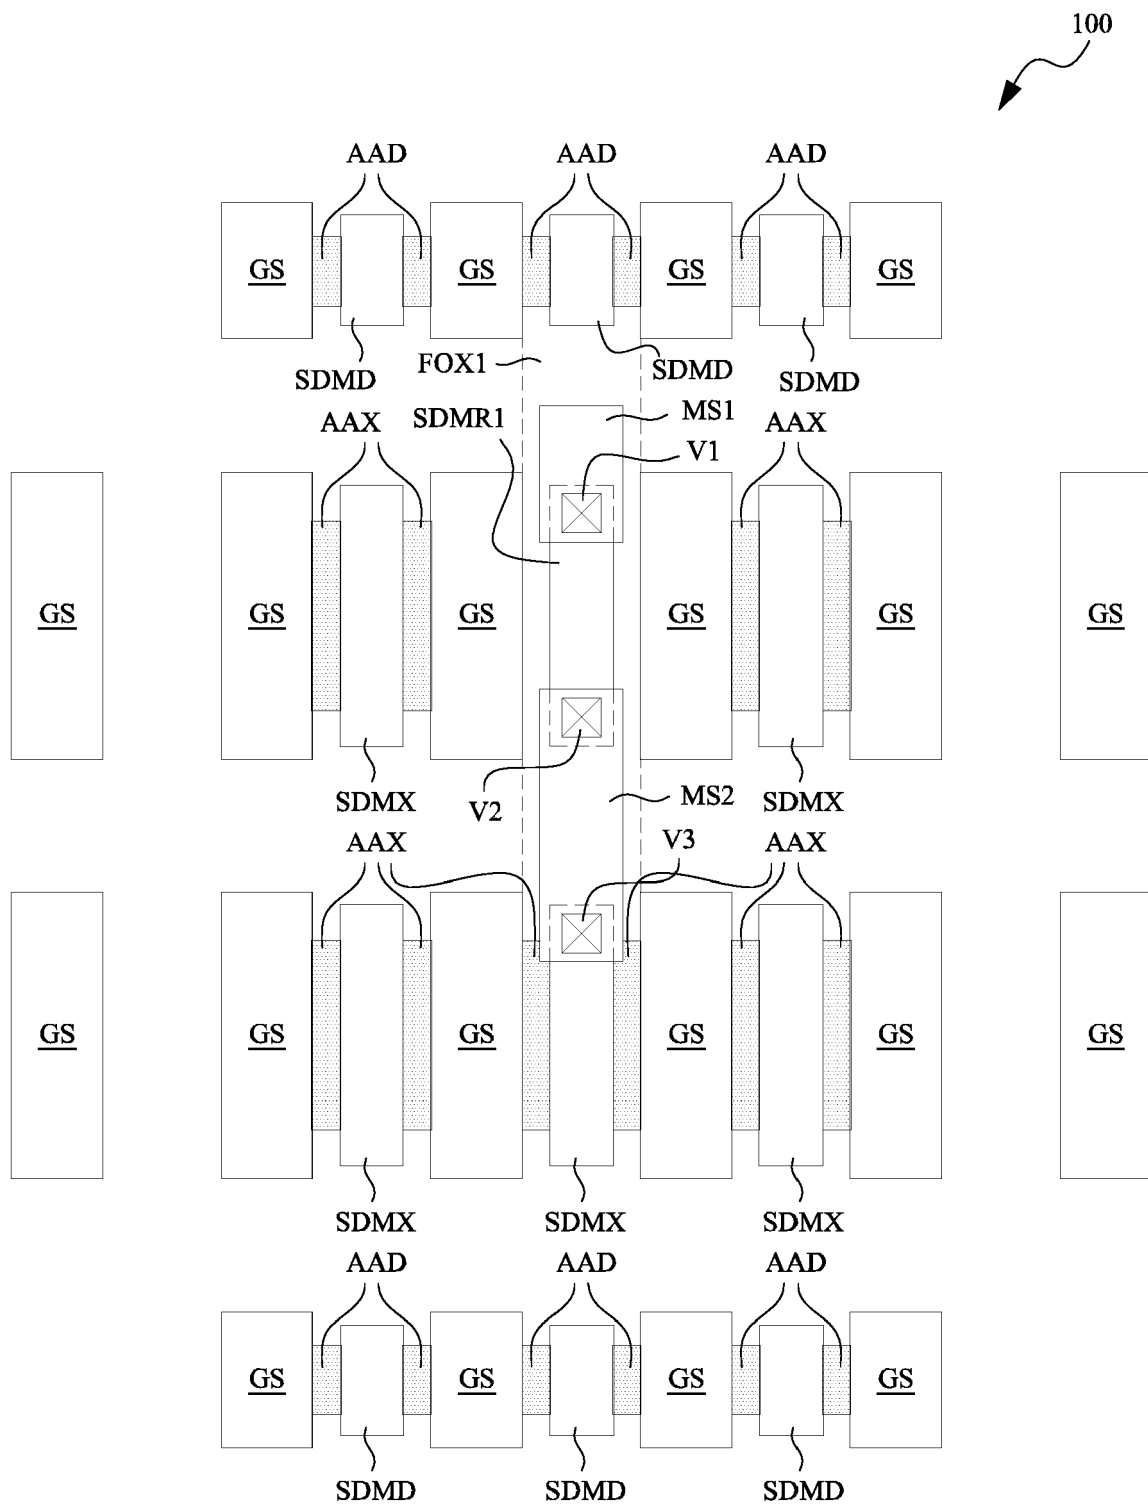 100
AAD AAD AAD
GS GS GS GS
FOX1
SDMD SDMD SDMD
SDMR1 MS1
AAX AAX
V1
GS GS GS GS GS GS
SDMX V2 MS2 SDMX
AAX V3 AAX
GS GS GS GS GS GS
SDMX SDMX SDMX
AAD AAD AAD
GS GS GS GS
SDMD SDMD SDMD